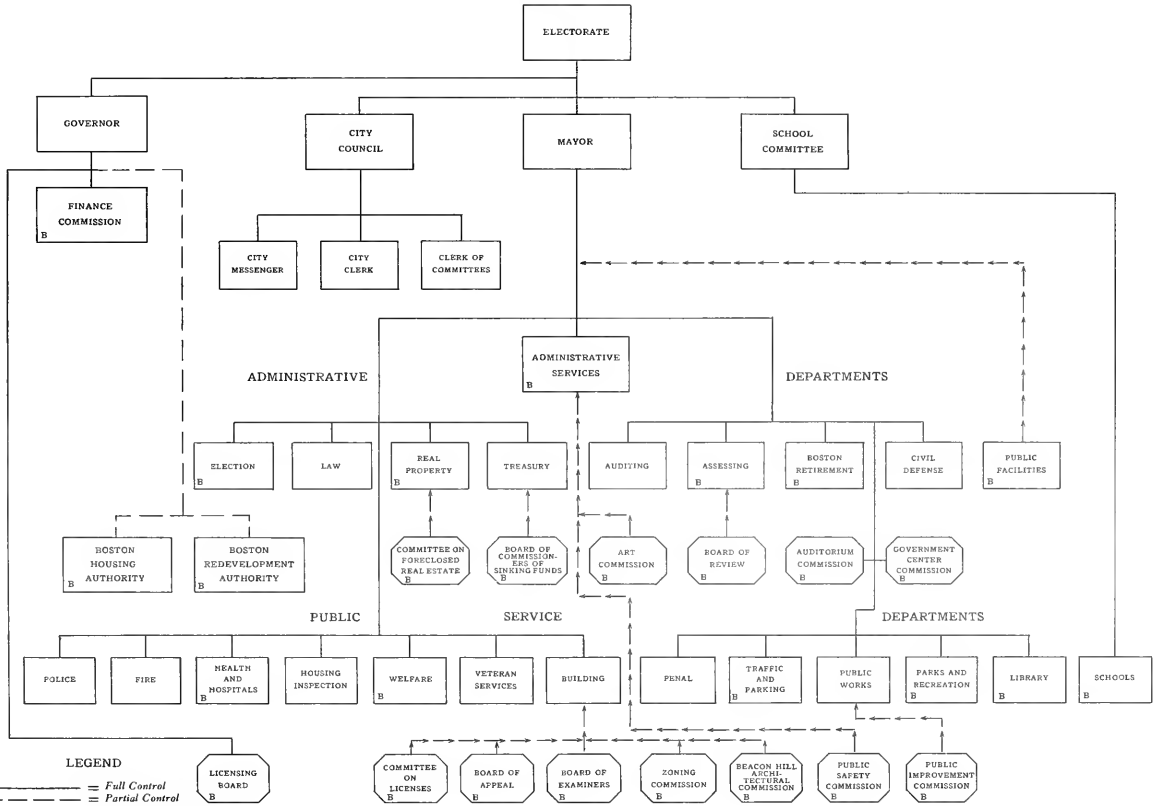 ELECTORATE
GOVERNOR
CITY
COUNCIL
MAYOR
SCHOOL
COMMITTEE
FINANCE
COMMISSION
B
CITY
MESSENGER
CITY
CLERK
CLERK OF
COMMITTEES
ADMINISTRATIVE
SERVICES
B
ADMINISTRATIVE
DEPARTMENTS
ELECTION
B
LAW
REAL
PROPERTY
B
TREASURY
AUDITING
ASSESSING
B
BOSTON
RETIREMENT
B
CIVIL
DEFENSE
PUBLIC
FACILITIES
B
BOSTON
HOUSING
AUTHORITY
B
BOSTON
REDEVELOPMENT
AUTHORITY
B
COMMITTEE ON
FORECLOSED
REAL ESTATE
B
BOARD OF
COMMISSION-
ERS OF
SINKING FUNDS
B
ART
COMMISSION
B
BOARD OF
REVIEW
B
AUDITORIUM
COMMISSION
B
GOVERNMENT
CENTER
COMMISSION
B
PUBLIC
SERVICE
DEPARTMENTS
POLICE
FIRE
HEALTH
AND
HOSPITALS
B
HOUSING
INSPECTION
WELFARE
B
VETERAN
SERVICES
BUILDING
PENAL
TRAFFIC
AND
PARKING
B
PUBLIC
WORKS
PARKS AND
RECREATION
B
LIBRARY
B
SCHOOLS
B
LEGEND
= Full Control
= Partial Control
LICENSING
BOARD
B
COMMITTEE
ON
LICENSES
B
BOARD OF
APPEAL
B
BOARD OF
EXAMINERS
B
ZONING
COMMISSION
B
BEACON HILL
ARCHI-
TECTURAL
COMMISSION
B
PUBLIC
SAFETY
COMMISSION
B
PUBLIC
IMPROVEMENT
COMMISSION
B